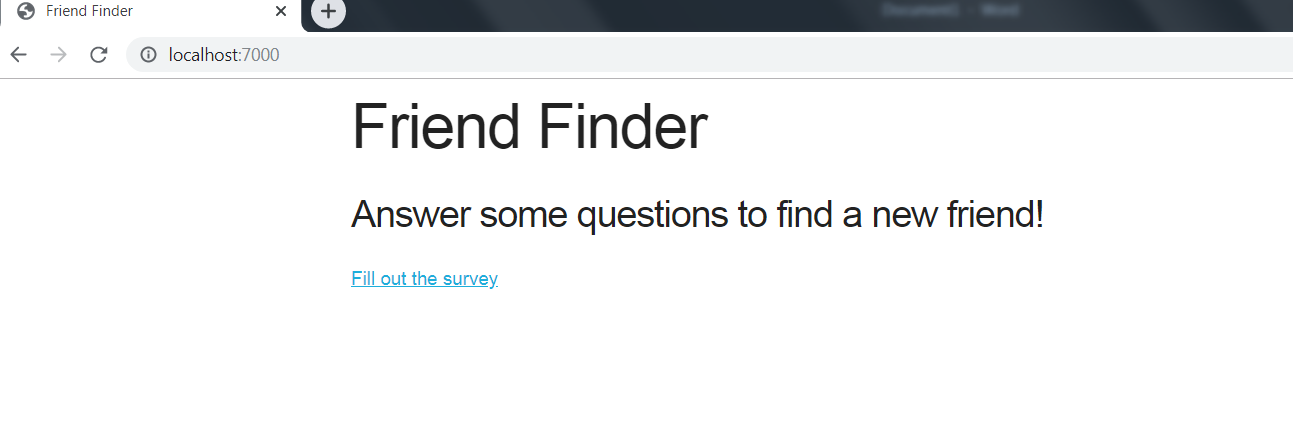 Friend Finder
localhost:7000
Friend Finder
Answer some questions to find a new friend!
Fill out the survey